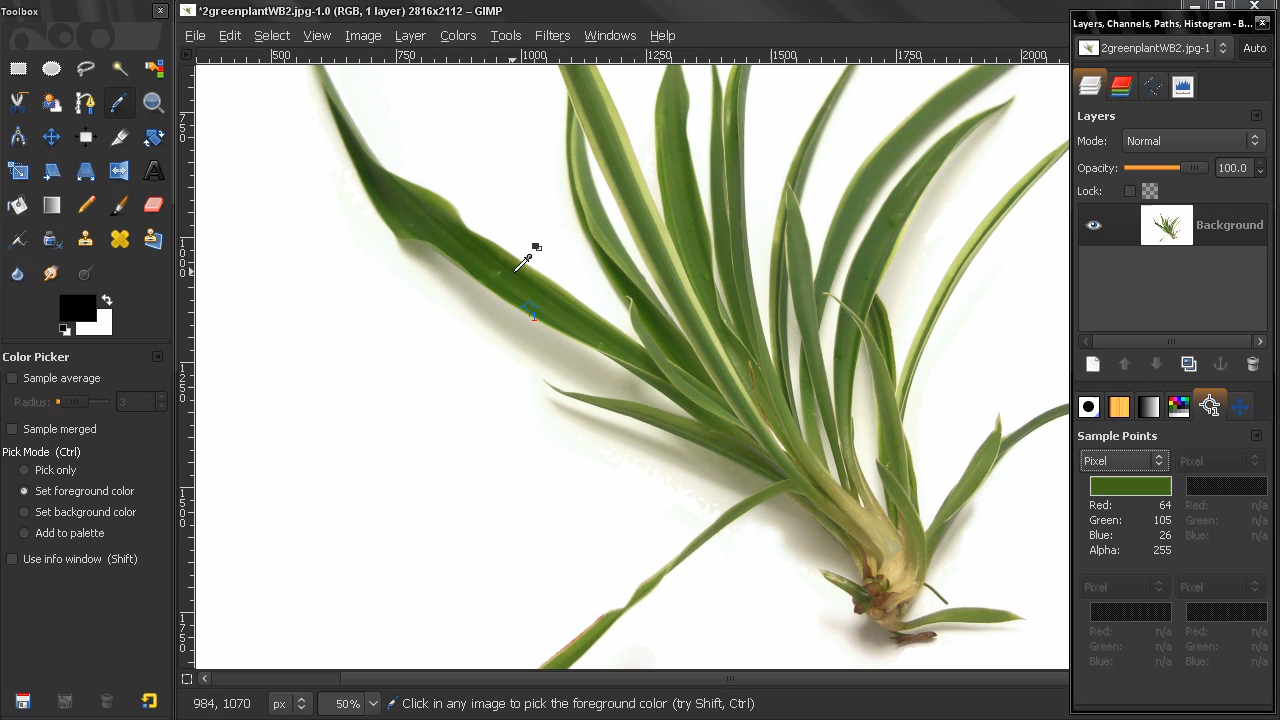 Toolbox
*2greenplantWB2.jpg-1.0 (RGB, 1 layer) 2816x2112 – GIMP
Layers, Channels, Paths, Histogram - B...
File Edit Select View Image Layer Colors Tools Filters Windows Help
2greenplantWB2.jpg-1 Auto
500 1000 1250 1500 1750 2000
750
1000
1250
1500
1750
Layers
Mode: Normal
Opacity: 100.0
Lock:
Background
1
Color Picker
Sample average
Radius: 3
Sample merged
Pick Mode (Ctrl)
Pick only
Set foreground color
Set background color
Add to palette
Use info window (Shift)
Sample Points
Pixel Pixel
Red: 64 Red: n/a
Green: 105 Green: n/a
Blue: 26 Blue: n/a
Alpha: 255
Pixel Pixel
Red: n/a Red: n/a
Green: n/a Green: n/a
Blue: n/a Blue: n/a
984, 1070 px 50% Click in any image to pick the foreground color (try Shift, Ctrl)